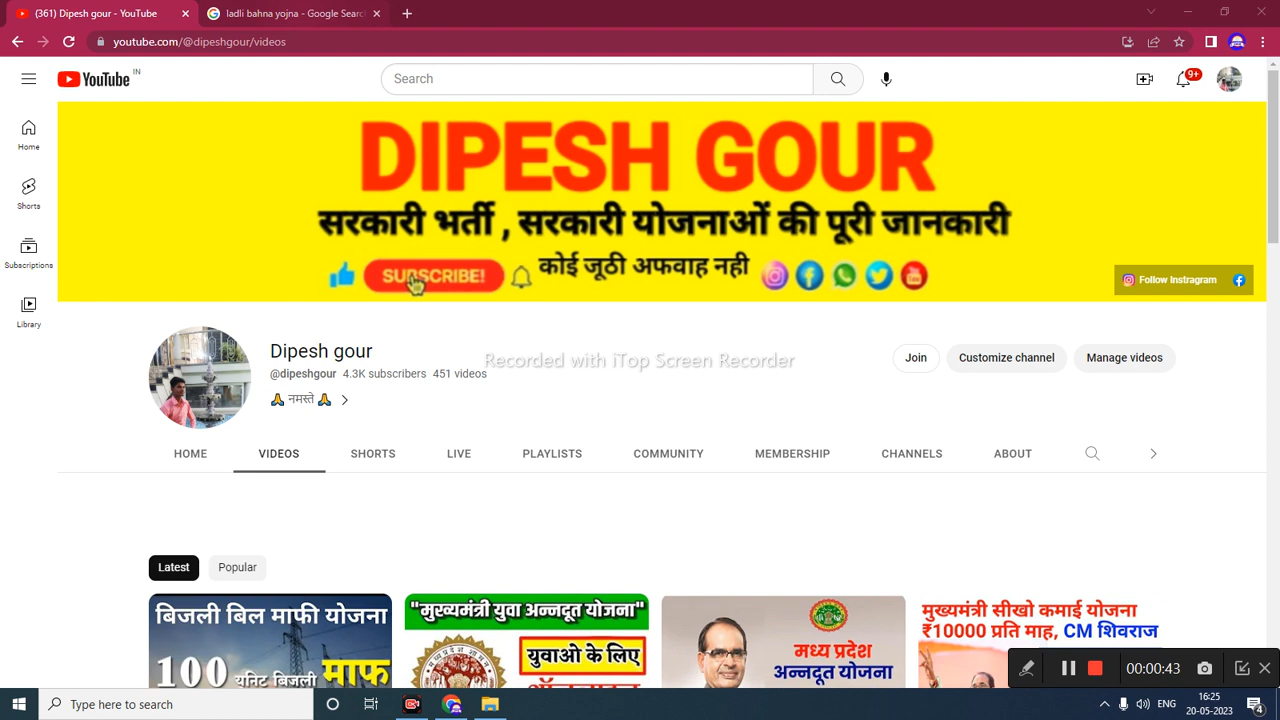 (361) Dipesh gour - YouTube
ladli bahna yojna - Google Search
youtube.com/@dipeshgour/videos
YouTube IN
Search
9+
Home
Shorts
Subscriptions
Library
DIPESH GOUR
सरकारी भर्ती , सरकारी योजनाओं की पूरी जानकारी
SUBSCRIBE!
कोई जूठी अफवाह नही
Follow Instragram
Dipesh gour
@dipeshgour 4.3K subscribers 451 videos
🙏 नमस्ते 🙏
Recorded with iTop Screen Recorder
Join
Customize channel
Manage videos
HOME VIDEOS SHORTS LIVE PLAYLISTS COMMUNITY MEMBERSHIP CHANNELS ABOUT
Latest
Popular
बिजली बिल माफी योजना
100 यूनिट बिजली माफ
"मुख्यमंत्री युवा अन्नदूत योजना"
युवाओ के लिए
मध्य प्रदेश
अन्नदूत योजना
मुख्यमंत्री सीखो कमाई योजना
₹10000 प्रति माह, CM शिवराज
00:00:43
Type here to search
ENG
16:25
20-05-2023
4